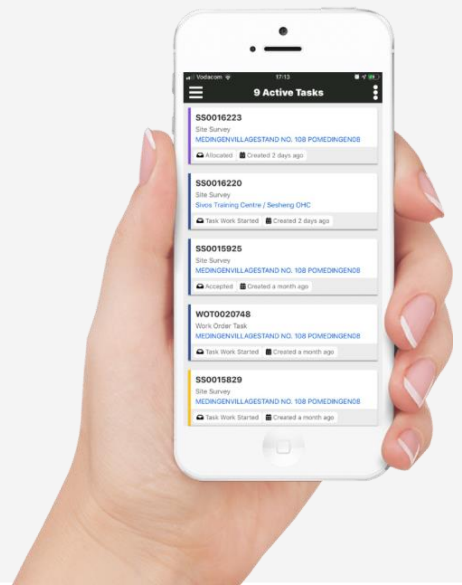 Vodacom 17:13
9 Active Tasks
SS0016223
Site Survey
MEDINGENVILLAGESTAND NO. 108 POMEDINGEN08
Allocated Created 2 days ago
SS0016220
Site Survey
Sivos Training Centre / Sesheng OHC
Task Work Started Created 2 days ago
SS0015925
Site Survey
MEDINGENVILLAGESTAND NO. 108 POMEDINGEN08
Accepted Created a month ago
WOT0020748
Work Order Task
MEDINGENVILLAGESTAND NO. 108 POMEDINGEN08
Task Work Started Created a month ago
SS0015829
Site Survey
MEDINGENVILLAGESTAND NO. 108 POMEDINGEN08
Task Work Started Created a month ago